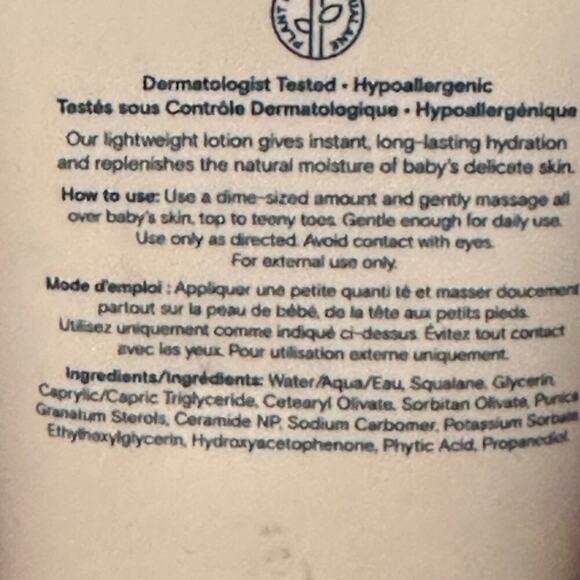 PLANT SQUALANE
Dermatologist Tested • Hypoallergenic
Testés sous Contrôle Dermatologique • Hypoallergénique
Our lightweight lotion gives instant, long-lasting hydration
and replenishes the natural moisture of baby's delicate skin.
How to use: Use a dime-sized amount and gently massage all
over baby's skin, top to teeny toes. Gentle enough for daily use.
Use only as directed. Avoid contact with eyes.
For external use only.
Mode d'emploi : Appliquer une petite quanti té et masser doucement
partout sur la peau de bébé, de la tête aux petits pieds.
Utilisez uniquement comme indiqué ci-dessus. Évitez tout contact
avec les yeux. Pour utilisation externe uniquement.
Ingredients/Ingrédients: Water/Aqua/Eau, Squalane, Glycerin,
Caprylic/Capric Triglyceride, Cetearyl Olivate, Sorbitan Olivate, Punica
Granatum Sterols, Ceramide NP, Sodium Carbomer, Potassium Sorbate
Ethylhexylglycerin, Hydroxyacetophenone, Phytic Acid, Propanediol.